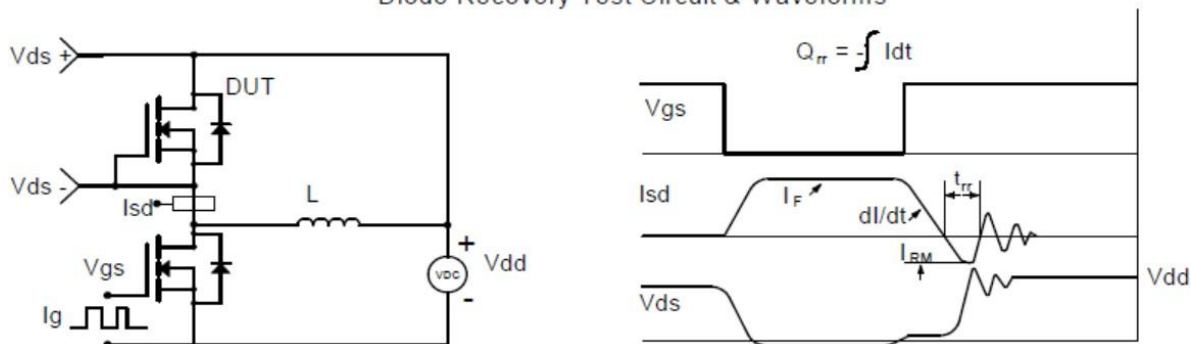 Diode Recovery Test Circuit & Waveforms
Vds +
DUT
Vds -
Isd
L
Vgs
Ig
+
VDC
-
Vdd
Qrr = -∫ Idt
Vgs
Isd
IF
dI/dt
trr
IRM
Vds
Vdd